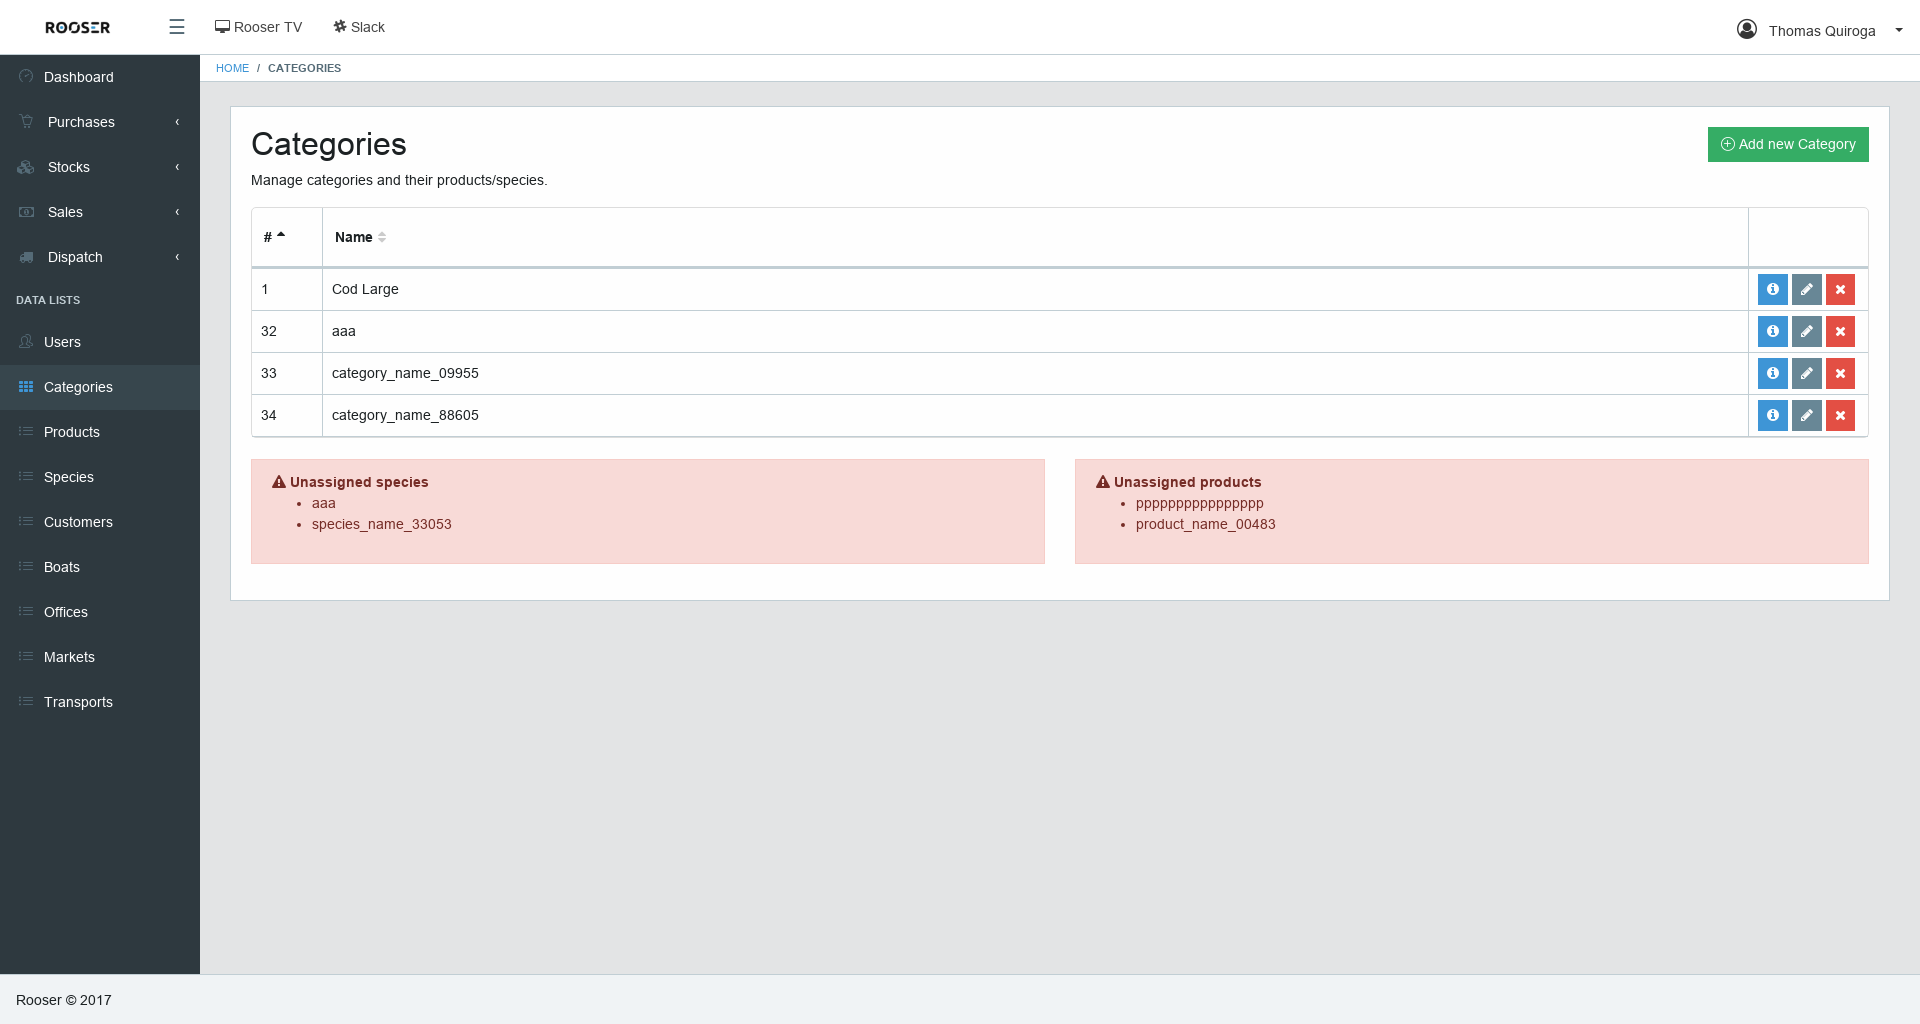 ROOSER
Rooser TV
Slack
Thomas Quiroga
Dashboard
Purchases
Stocks
Sales
Dispatch
DATA LISTS
Users
Categories
Products
Species
Customers
Boats
Offices
Markets
Transports
HOME / CATEGORIES
Categories
Add new Category
Manage categories and their products/species.
# Name
1 Cod Large
32 aaa
33 category_name_09955
34 category_name_88605
Unassigned species
• aaa
• species_name_33053
Unassigned products
• pppppppppppppppp
• product_name_00483
Rooser © 2017